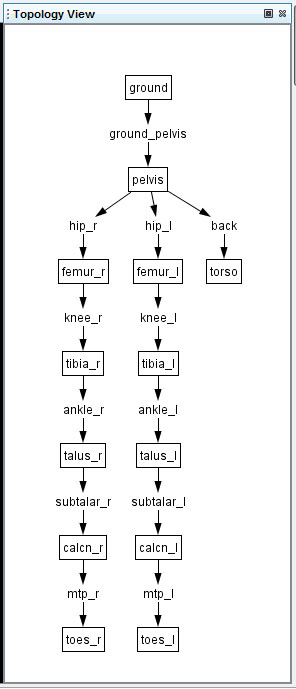 Topology View
ground
ground_pelvis
pelvis
hip_r hip_l back
femur_r femur_l torso
knee_r knee_l
tibia_r tibia_l
ankle_r ankle_l
talus_r talus_l
subtalar_r subtalar_l
calcn_r calcn_l
mtp_r mtp_l
toes_r toes_l